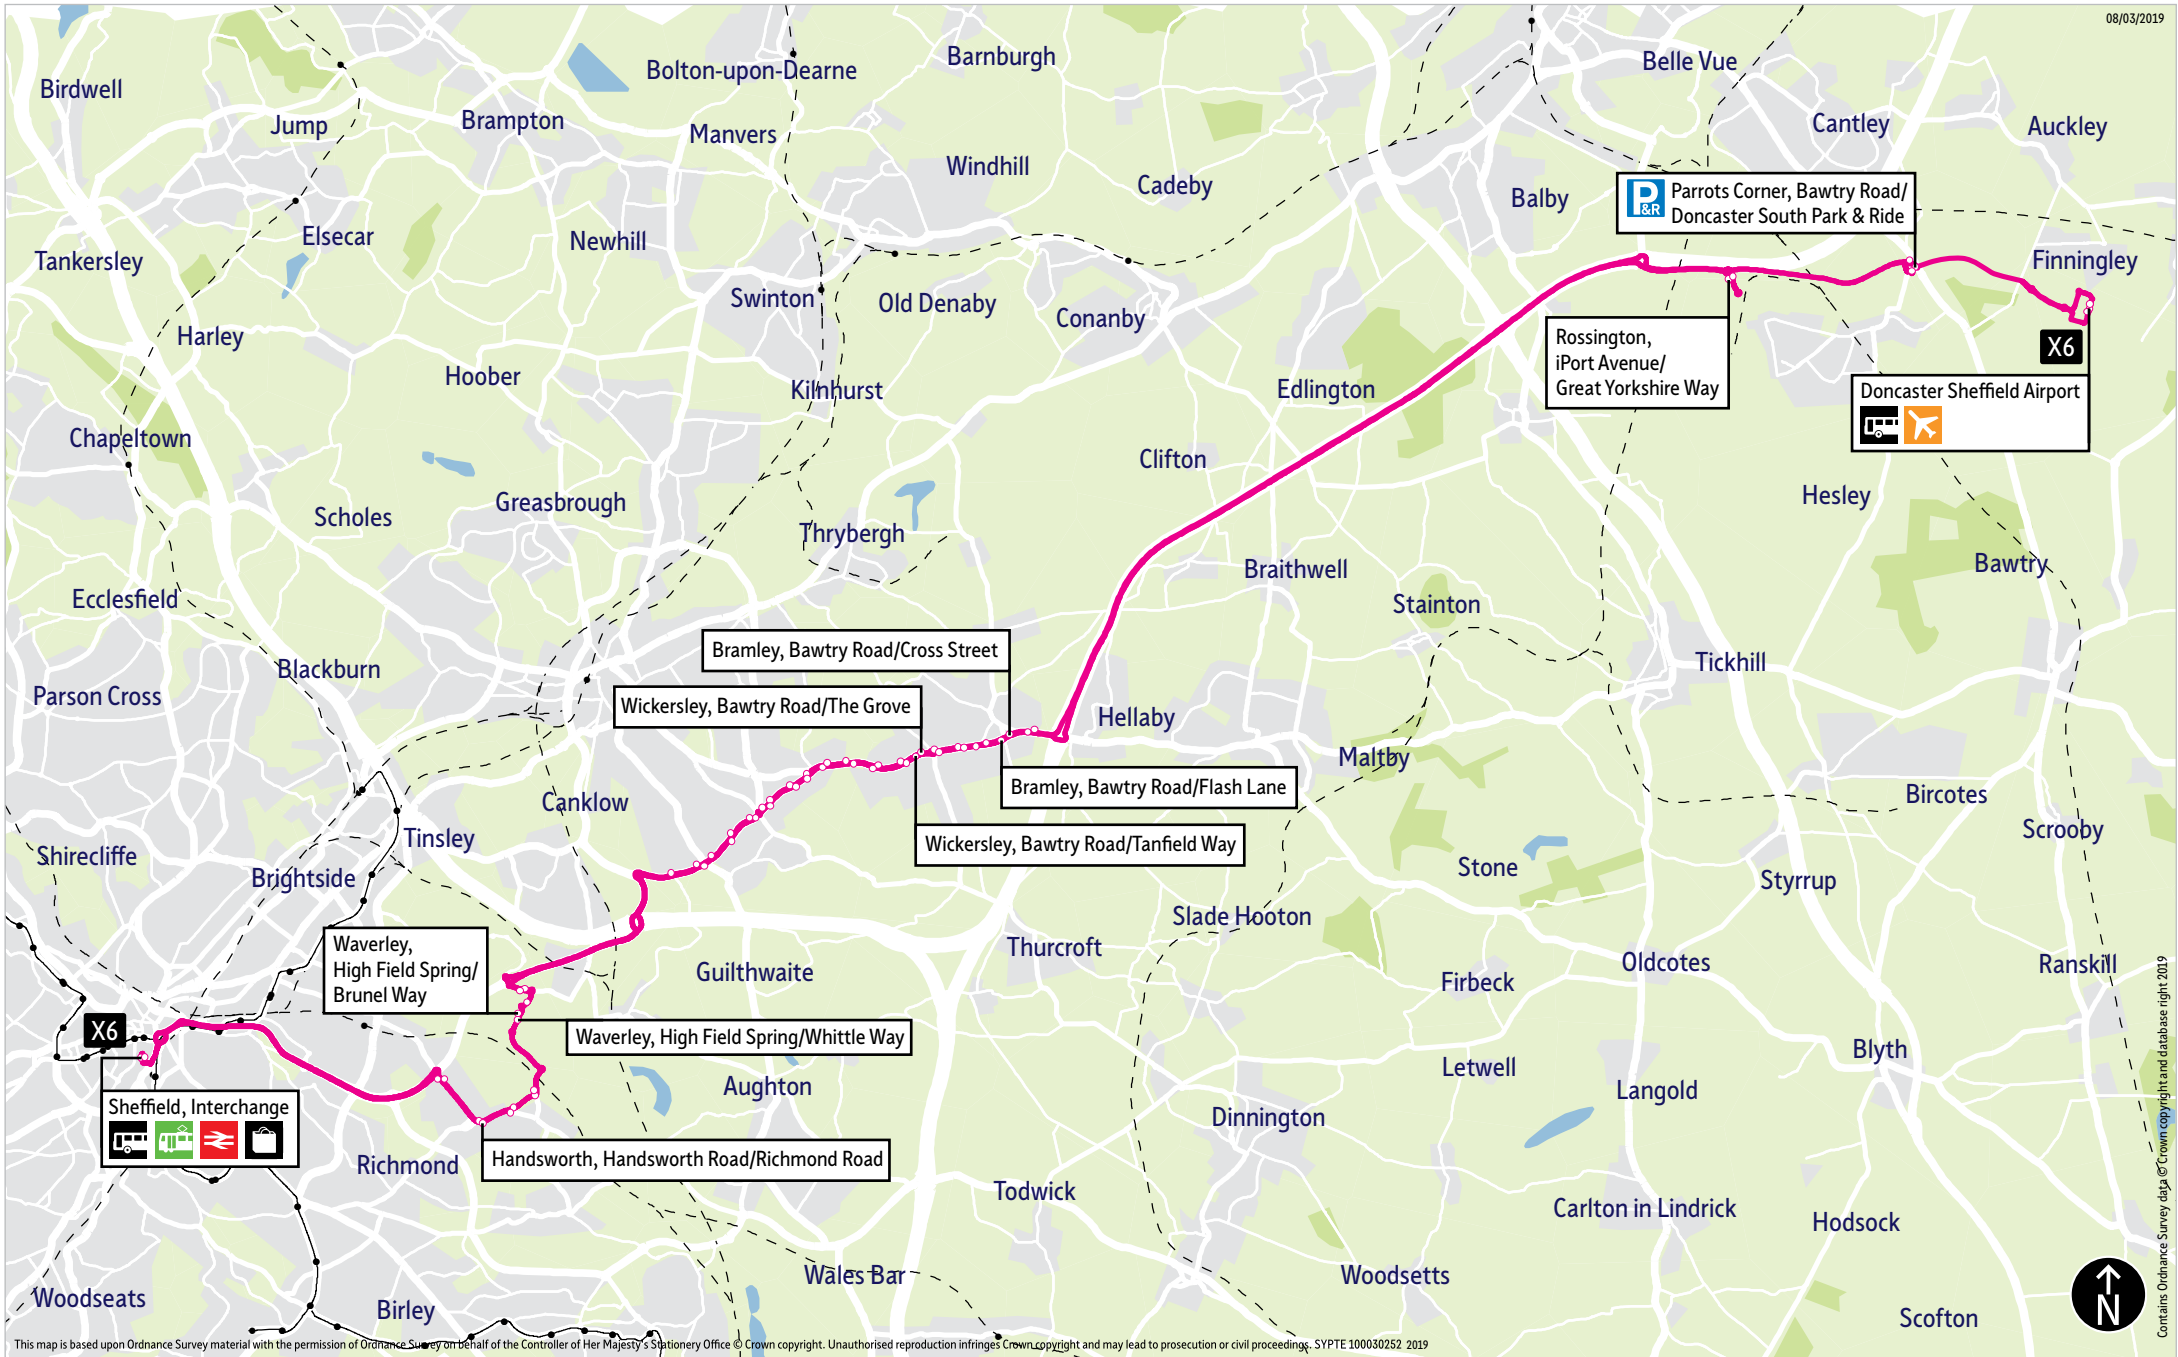 08/03/2019
Birdwell
Jump
Brampton
Bolton-upon-Dearne
Barnburgh
Manvers
Windhill
Cadeby
Belle Vue
Cantley
Auckley
Balby
P&R
Parrots Corner, Bawtry Road/
Doncaster South Park & Ride
Tankersley
Elsecar
Newhill
Swinton
Old Denaby
Conanby
Finningley
X6
Rossington,
iPort Avenue/
Great Yorkshire Way
Doncaster Sheffield Airport
Harley
Hoober
Kilnhurst
Edlington
Chapeltown
Scholes
Greasbrough
Thrybergh
Clifton
Hesley
Braithwell
Bawtry
Ecclesfield
Stainton
Bramley, Bawtry Road/Cross Street
Blackburn
Tickhill
Parson Cross
Wickersley, Bawtry Road/The Grove
Hellaby
Maltby
Bramley, Bawtry Road/Flash Lane
Bircotes
Canklow
Tinsley
Wickersley, Bawtry Road/Tanfield Way
Scrooby
Shirecliffe
Brightside
Stone
Styrrup
Slade Hooton
Waverley,
High Field Spring/
Brunel Way
Guilthwaite
Thurcroft
Firbeck
Oldcotes
Ranskill
X6
Waverley, High Field Spring/Whittle Way
Blyth
Letwell
Langold
Aughton
Sheffield, Interchange
Dinnington
Richmond
Handsworth, Handsworth Road/Richmond Road
Todwick
Carlton in Lindrick
Hodsock
Wales Bar
Woodsetts
Woodseats
Birley
Scofton
N
Contains Ordnance Survey data © Crown copyright and database right 2019
This map is based upon Ordnance Survey material with the permission of Ordnance Survey on behalf of the Controller of Her Majesty's Stationery Office © Crown copyright. Unauthorised reproduction infringes Crown copyright and may lead to prosecution or civil proceedings. SYPTE 100030252 2019